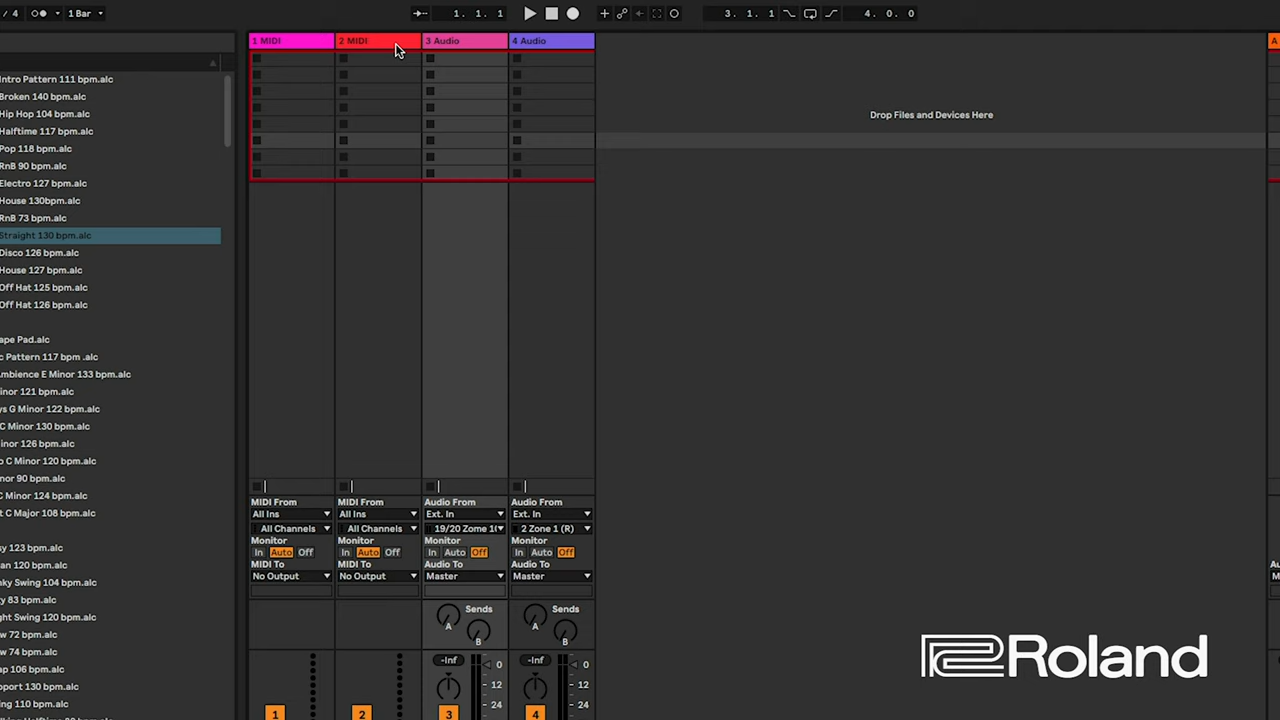 / 4 1 Bar 1. 1. 1 3. 1. 1 4. 0. 0
1 MIDI 2 MIDI 3 Audio 4 Audio A
Intro Pattern 111 bpm.alc
Broken 140 bpm.alc
Hip Hop 104 bpm.alc
Drop Files and Devices Here
Halftime 117 bpm.alc
Pop 118 bpm.alc
RnB 90 bpm.alc
Electro 127 bpm.alc
House 130bpm.alc
RnB 73 bpm.alc
Straight 130 bpm.alc
Disco 126 bpm.alc
House 127 bpm.alc
Off Hat 125 bpm.alc
Off Hat 126 bpm.alc
ape Pad.alc
c Pattern 117 bpm .alc
Ambience E Minor 133 bpm.alc
inor 121 bpm.alc
ys G Minor 122 bpm.alc
C Minor 130 bpm.alc
inor 126 bpm.alc
o C Minor 120 bpm.alc
inor 90 bpm.alc
C Minor 124 bpm.alc
t C Major 108 bpm.alc
ky 123 bpm.alc
an 120 bpm.alc
nky Swing 104 bpm.alc
gy 83 bpm.alc
ght Swing 120 bpm.alc
w 72 bpm.alc
w 74 bpm.alc
ap 106 bpm.alc
pport 130 bpm.alc
ing 110 bpm.alc
MIDI From MIDI From Audio From Audio From
All Ins All Ins Ext. In Ext. In
All Channels All Channels 19/20 Zome 1 2 Zone 1 (R)
Monitor Monitor Monitor Monitor
In Auto Off In Auto Off In Auto Off In Auto Off
MIDI To MIDI To Audio To Audio To
No Output No Output Master Master
Sends Sends
A B A B
-Inf 0 -Inf 0
12 12
24 24
1 2 3 4
Roland